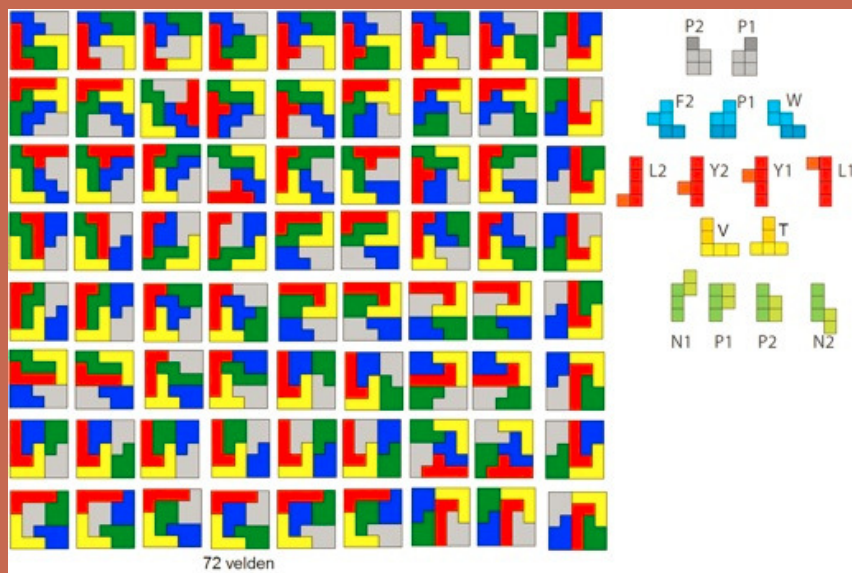 P2 P1
F2 P1 W
L2 Y2 Y1 L1
V T
N1 P1 P2 N2
72 velden